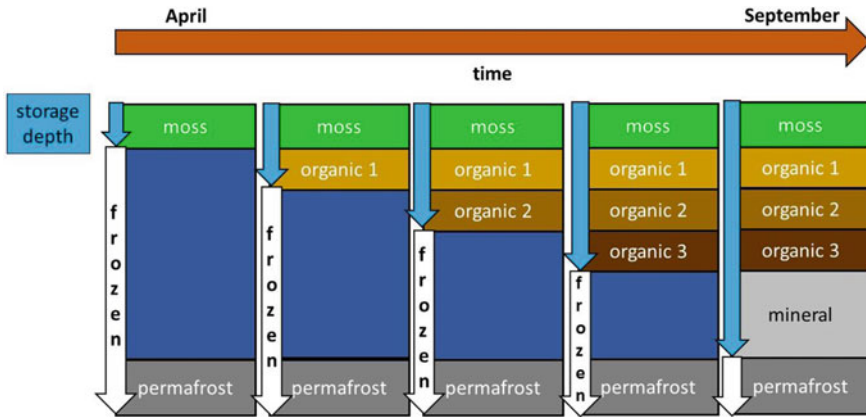 April September
time
storage
depth
moss moss moss moss moss
organic 1 organic 1 organic 1 organic 1
organic 2 organic 2 organic 2
organic 3 organic 3
mineral
frozen frozen frozen frozen
permafrost permafrost permafrost permafrost permafrost